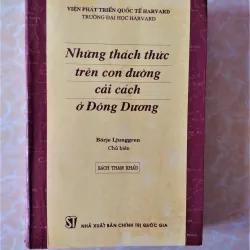 VIỆN PHÁT TRIỂN QUỐC TẾ HARVARD
TRƯỜNG ĐẠI HỌC HARVARD
Những thách thức
trên con đường
cải cách
ở Đông Dương
Börje Ljunggren
Chủ biên
SÁCH THAM KHẢO
NHÀ XUẤT BẢN CHÍNH TRỊ QUỐC GIA